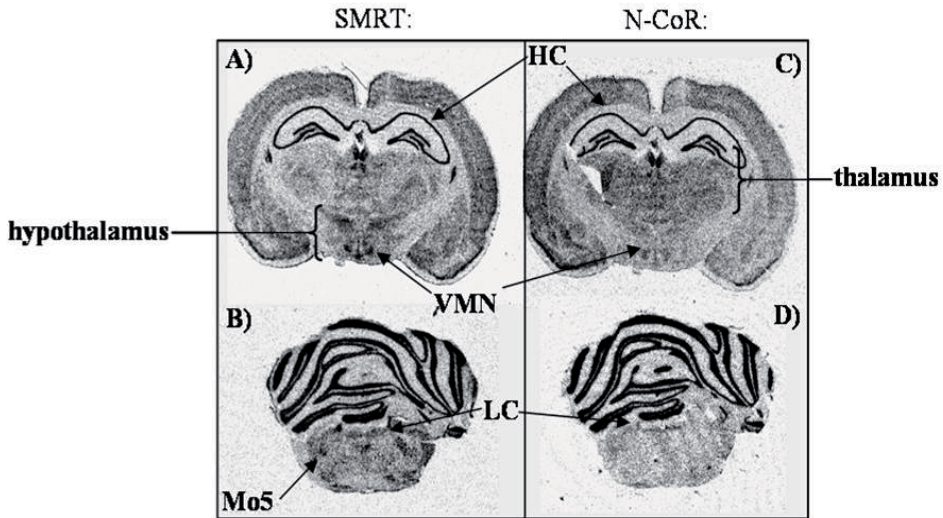 SMRT: N-CoR:
A) HC C)
thalamus
hypothalamus
VMN
B) D)
LC
Mo5